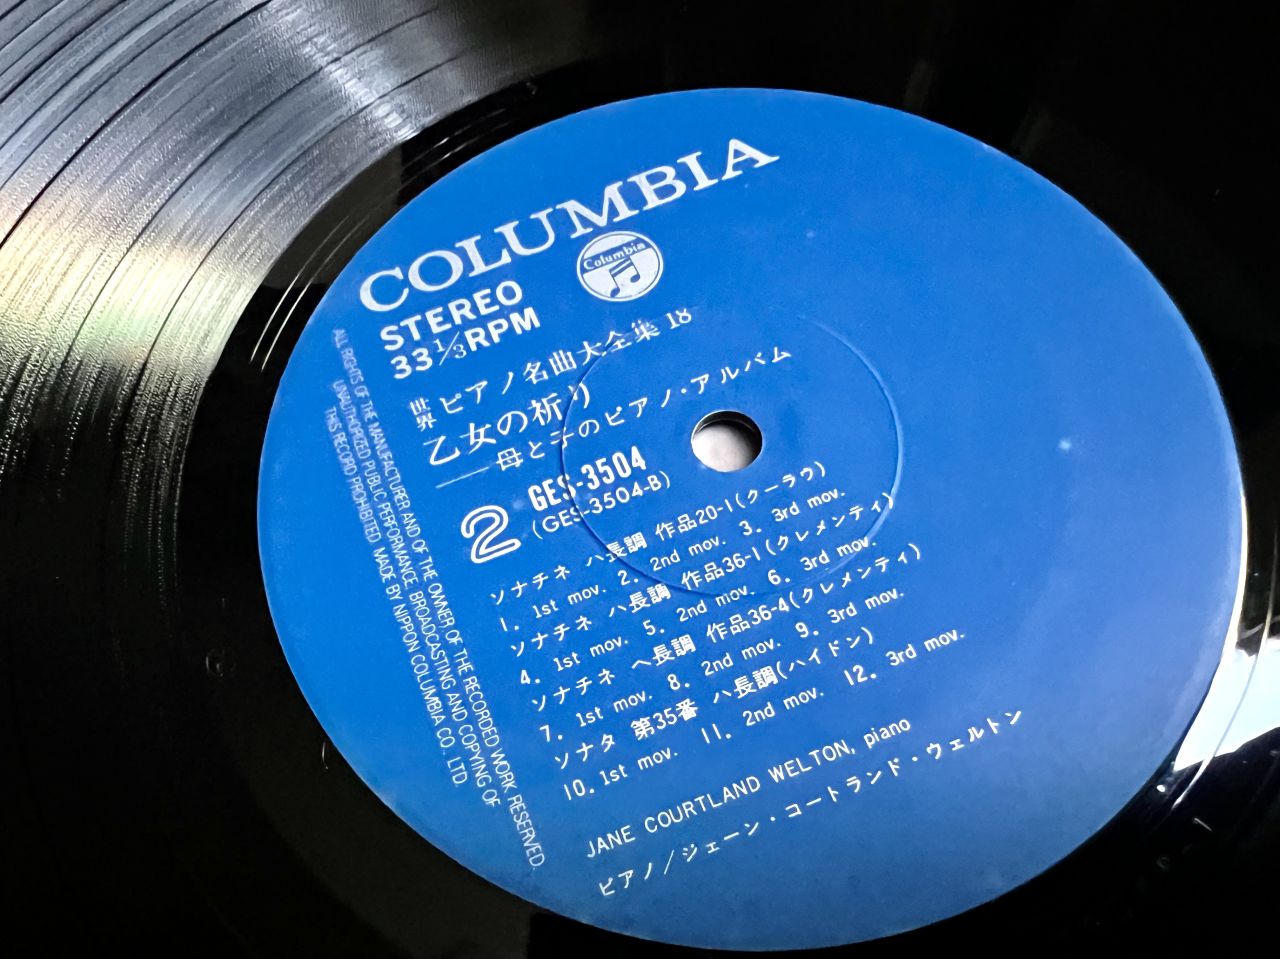 COLUMBIA
Columbia
STEREO
33 1/3 RPM
世界ピアノ名曲大全集 18
乙女の祈り
——母と子のピアノ・アルバム
2
GES-3504
(GES-3504-B)
ソナチネ ハ長調 作品20-1(クーラウ)
1. 1st mov. 2. 2nd mov. 3. 3rd mov.
ソナチネ ハ長調 作品36-1(クレメンティ)
4. 1st mov. 5. 2nd mov. 6. 3rd mov.
ソナチネ ヘ長調 作品36-4(クレメンティ)
7. 1st mov. 8. 2nd mov. 9. 3rd mov.
ソナタ 第35番 ハ長調(ハイドン)
10. 1st mov. 11. 2nd mov. 12. 3rd mov.
JANE COURTLAND WELTON, piano
ピアノ/ジェーン・コートランド・ウェルトン
ALL RIGHTS OF THE MANUFACTURER AND OF THE OWNER OF THE RECORDED WORK RESERVED.
UNAUTHORIZED PUBLIC PERFORMANCE, BROADCASTING AND COPYING OF
THIS RECORD PROHIBITED. MADE BY NIPPON COLUMBIA CO. LTD.